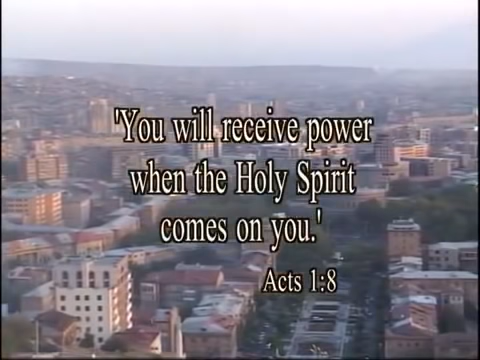 'You will receive power
when the Holy Spirit
comes on you.'
Acts 1:8